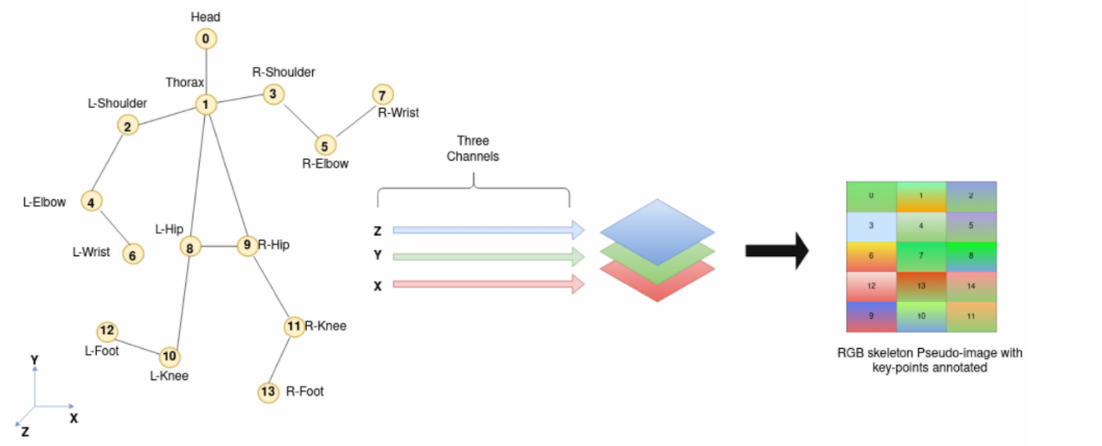 Head
0
Thorax
1
R-Shoulder
3
7
R-Wrist
L-Shoulder
2
5
R-Elbow
L-Elbow
4
L-Wrist
6
L-Hip
8
9
R-Hip
12
L-Foot
10
L-Knee
11
R-Knee
13
R-Foot
Y
X
Z
Three
Channels
Z
Y
X
0 1 2
3 4 5
6 7 8
12 13 14
9 10 11
RGB skeleton Pseudo-image with
key-points annotated